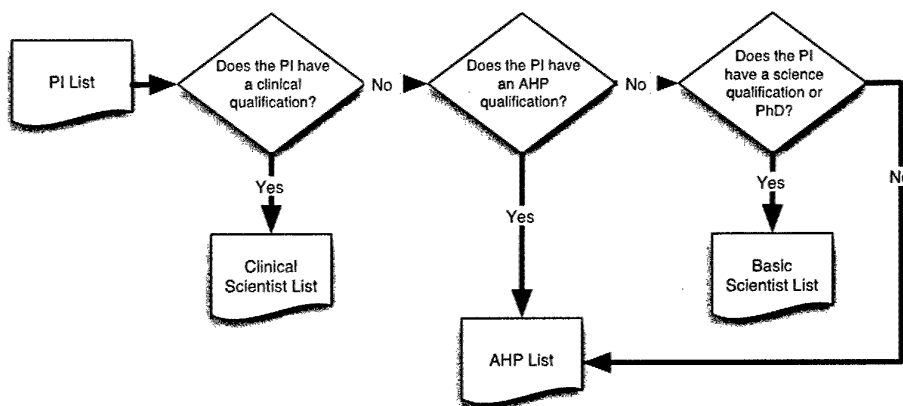 PI List
Does the PI have
a clinical
qualification?
No
Does the PI have
an AHP
qualification?
No
Does the PI
have a science
qualification or
PhD?
No
Yes
Yes
Yes
Clinical
Scientist List
Basic
Scientist List
AHP List